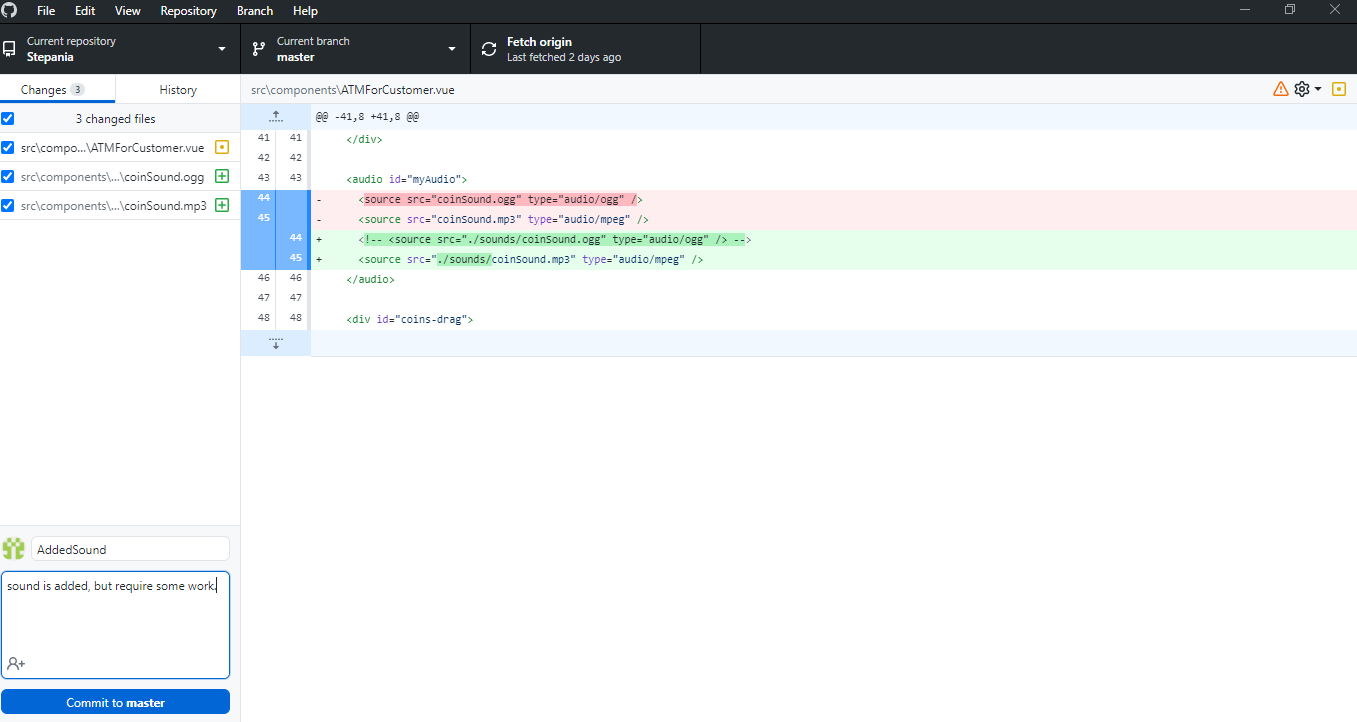 File Edit View Repository Branch Help
Current repository
Stepania
Current branch
master
Fetch origin
Last fetched 2 days ago
Changes 3
History
src\components\ATMForCustomer.vue
3 changed files
src\compo...\ATMForCustomer.vue
src\components\...\coinSound.ogg
src\components\...\coinSound.mp3
@@ -41,8 +41,8 @@
41 41 </div>
42 42
43 43 <audio id="myAudio">
44 - <source src="coinSound.ogg" type="audio/ogg" />
45 - <source src="coinSound.mp3" type="audio/mpeg" />
44 + <!-- <source src="./sounds/coinSound.ogg" type="audio/ogg" /> -->
45 + <source src="./sounds/coinSound.mp3" type="audio/mpeg" />
46 46 </audio>
47 47
48 48 <div id="coins-drag">
AddedSound
sound is added, but require some work.
Commit to master